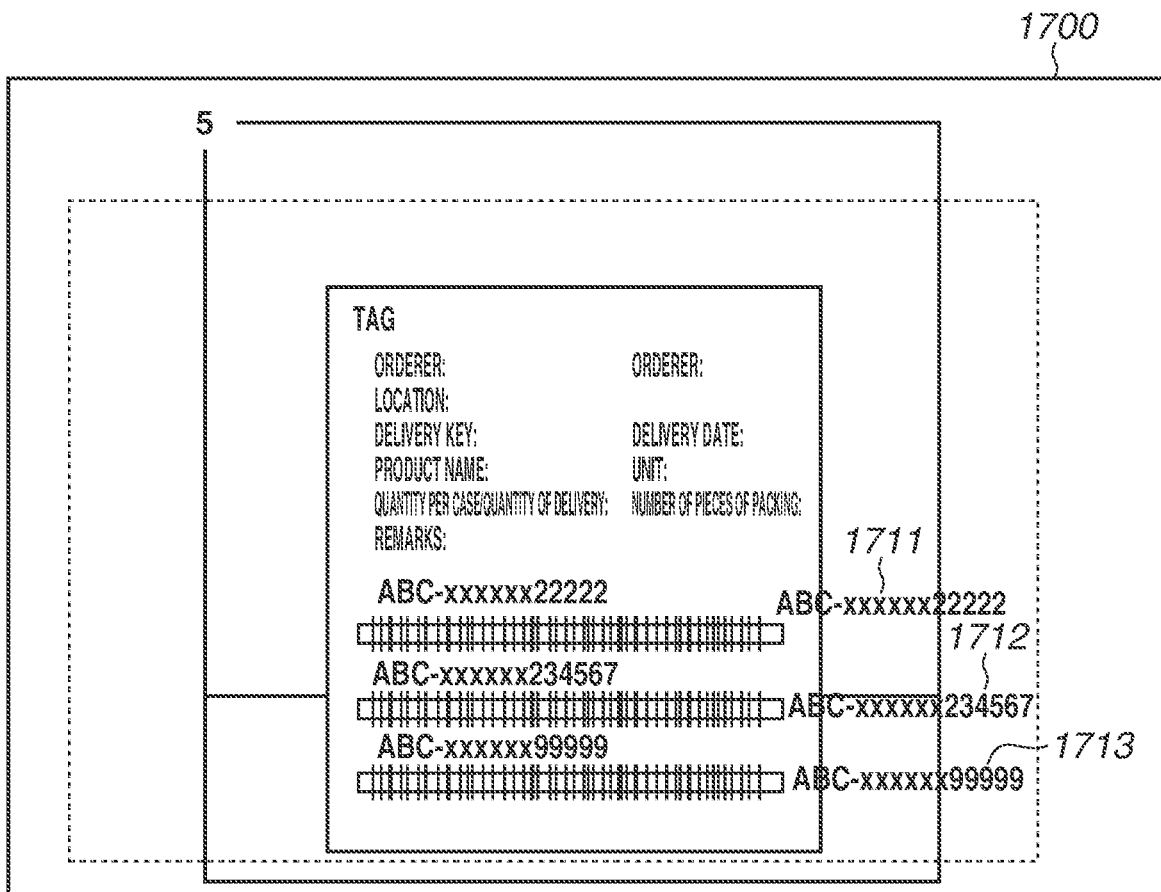 1700
5
TAG
ORDERER: ORDERER:
LOCATION:
DELIVERY KEY: DELIVERY DATE:
PRODUCT NAME: UNIT:
QUANTITY PER CASE/QUANTITY OF DELIVERY: NUMBER OF PIECES OF PACKING:
REMARKS:
1711
ABC-xxxxxx22222 ABC-xxxxxx22222
1712
ABC-xxxxxx234567 ABC-xxxxxx234567
1713
ABC-xxxxxx99999 ABC-xxxxxx99999